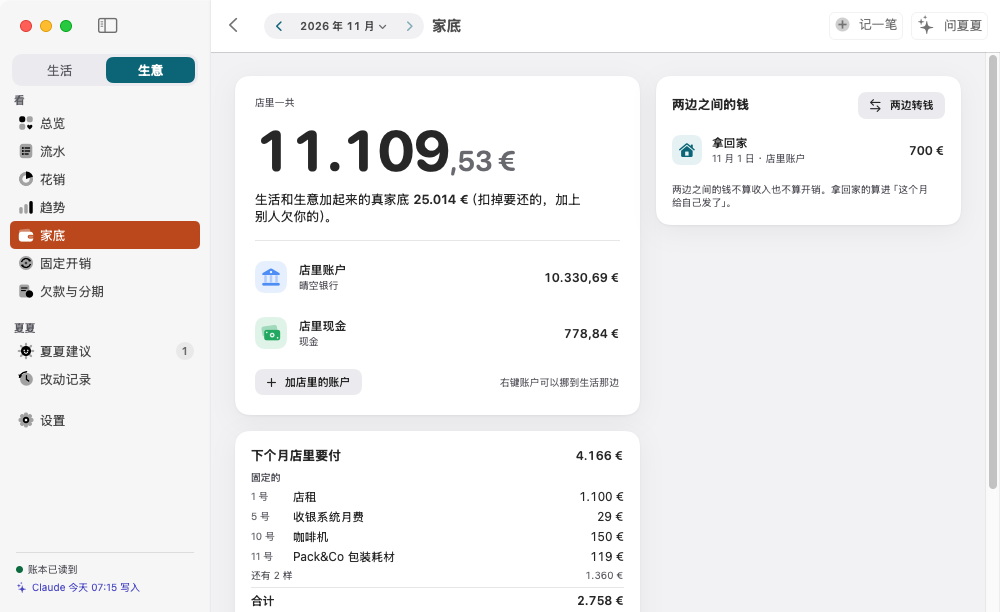 生活
生意
看
总览
流水
花销
趋势
家底
固定开销
欠款与分期
夏夏
夏夏建议
1
改动记录
设置
账本已读到
Claude 今天 07:15 写入
2026 年 11 月
家底
记一笔
问夏夏
店里一共
11.109,53 €
生活和生意加起来的真家底 25.014 € (扣掉要还的，加上
别人欠你的)。
店里账户
晴空银行
10.330,69 €
店里现金
现金
778,84 €
加店里的账户
右键账户可以挪到生活那边
下个月店里要付
4.166 €
固定的
1 号 店租 1.100 €
5 号 收银系统月费 29 €
10 号 咖啡机 150 €
11 号 Pack&Co 包装耗材 119 €
还有 2 样 1.360 €
合计 2.758 €
两边之间的钱
两边转钱
拿回家
11 月 1 日 · 店里账户
700 €
两边之间的钱不算收入也不算开销。拿回家的算进「这个月
给自己发了」。